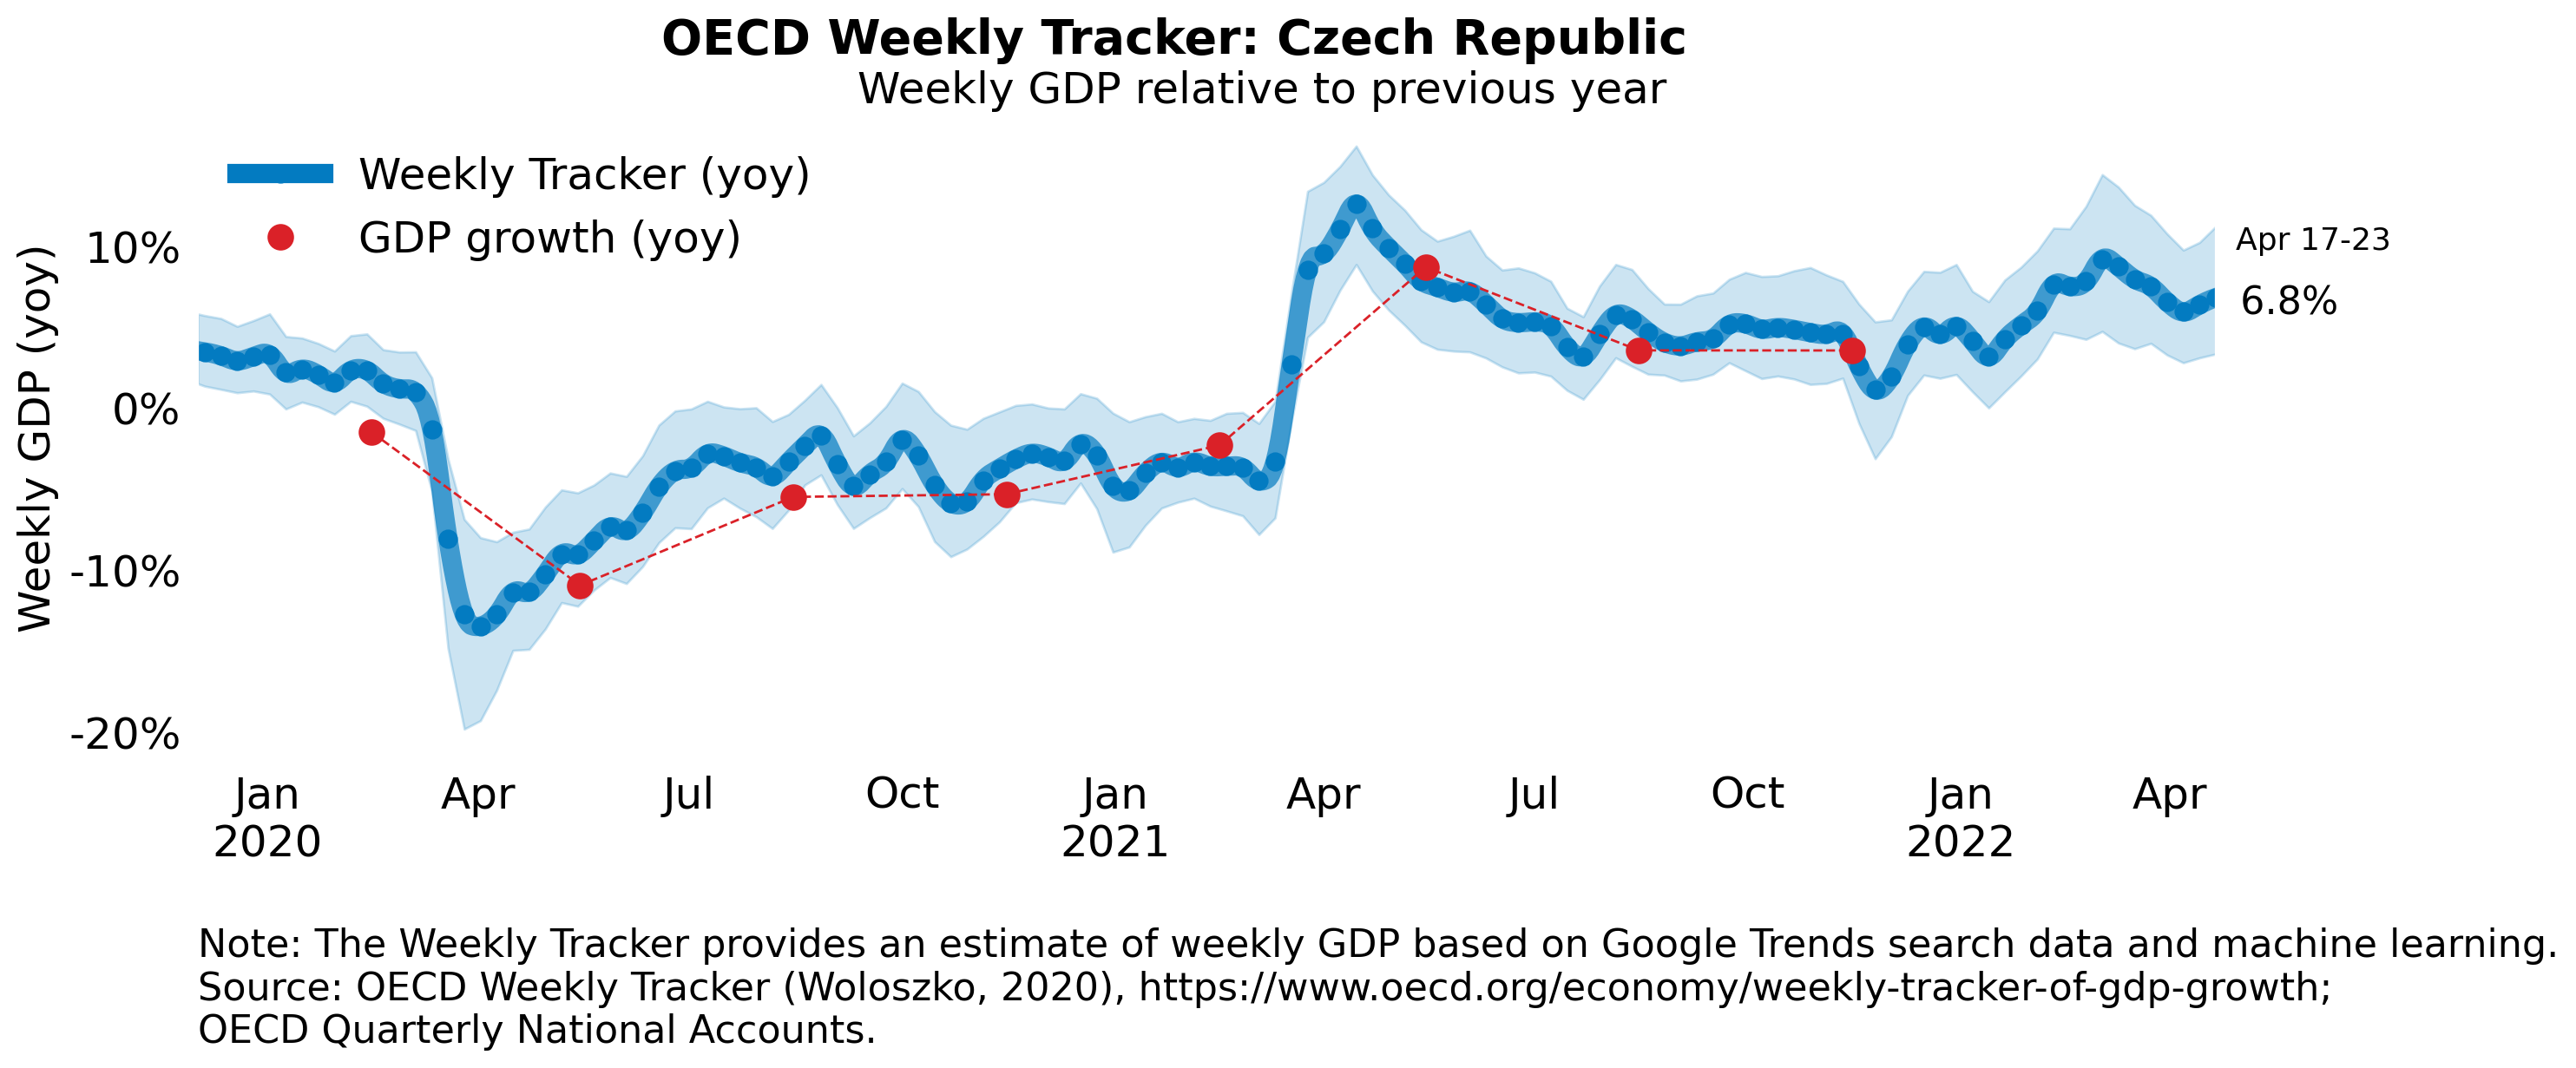 OECD Weekly Tracker: Czech Republic
Weekly GDP relative to previous year
Weekly Tracker (yoy)
GDP growth (yoy)
Weekly GDP (yoy)
10%
0%
-10%
-20%
Apr 17-23
6.8%
Jan Apr Jul Oct Jan Apr Jul Oct Jan Apr
2020 2021 2022
Note: The Weekly Tracker provides an estimate of weekly GDP based on Google Trends search data and machine learning.
Source: OECD Weekly Tracker (Woloszko, 2020), https://www.oecd.org/economy/weekly-tracker-of-gdp-growth;
OECD Quarterly National Accounts.